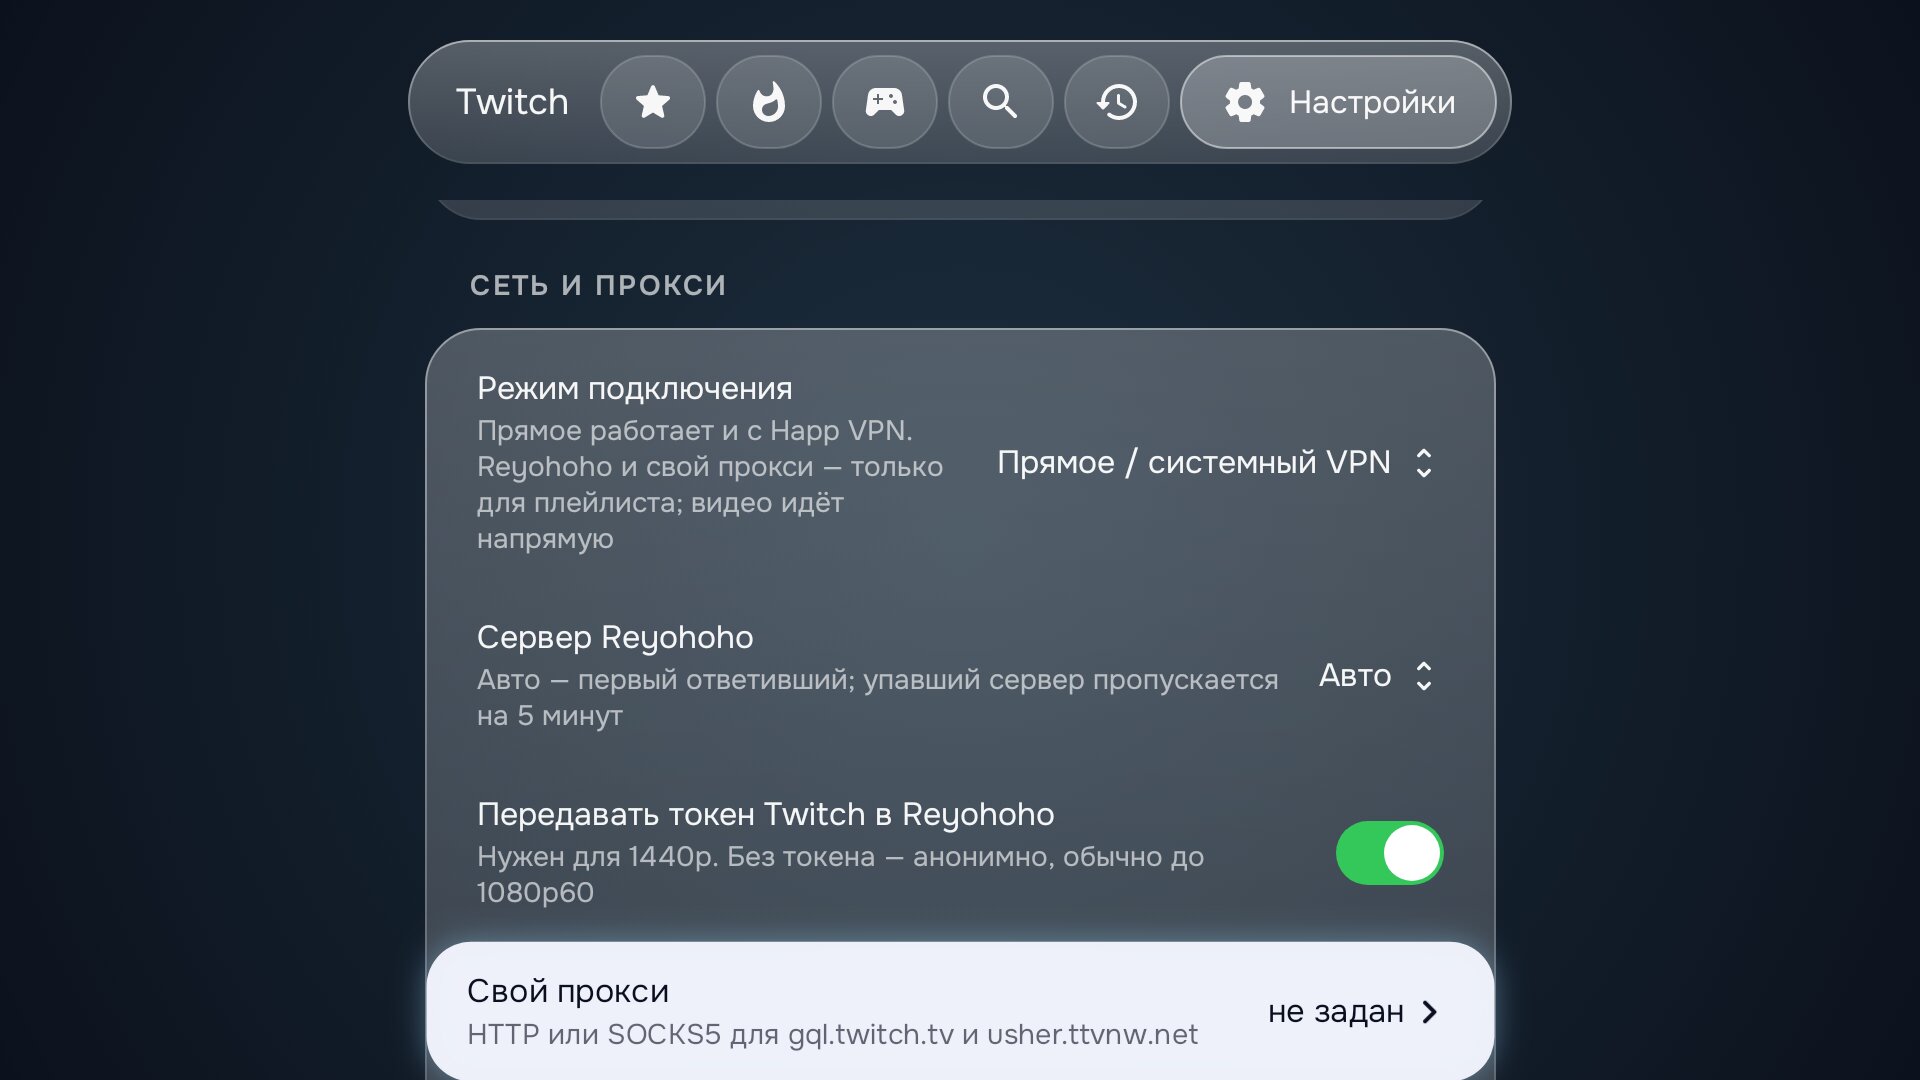 Twitch
Настройки
СЕТЬ И ПРОКСИ
Режим подключения
Прямое работает и с Happ VPN.
Reyohoho и свой прокси — только
для плейлиста; видео идёт
напрямую
Прямое / системный VPN
Сервер Reyohoho
Авто — первый ответивший; упавший сервер пропускается
на 5 минут
Авто
Передавать токен Twitch в Reyohoho
Нужен для 1440p. Без токена — анонимно, обычно до
1080p60
Свой прокси
HTTP или SOCKS5 для gql.twitch.tv и usher.ttvnw.net
не задан